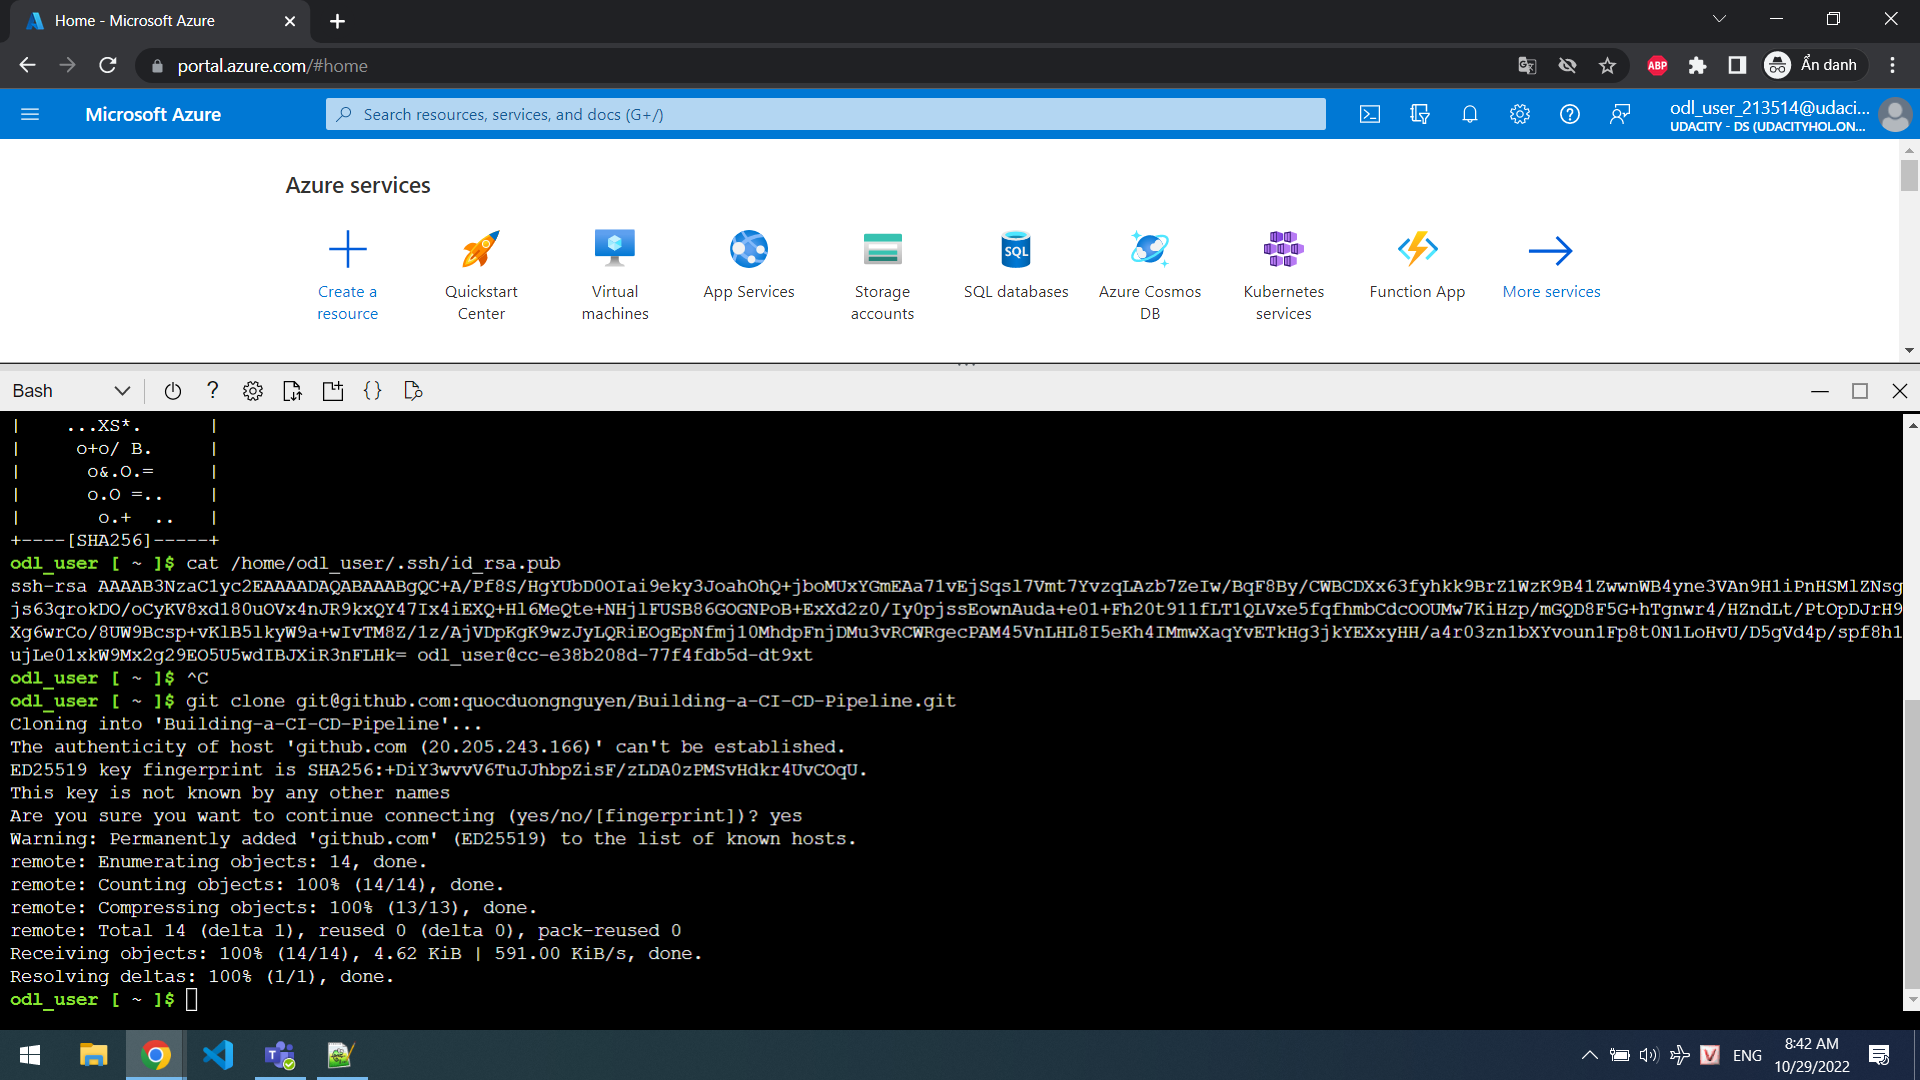 Home - Microsoft Azure
portal.azure.com/#home
ABP
Ẩn danh
Microsoft Azure
Search resources, services, and docs (G+/)
odl_user_213514@udaci...
UDACITY - DS (UDACITYHOL.ON...
Azure services
Create a resource
Quickstart Center
Virtual machines
App Services
Storage accounts
SQL
SQL databases
Azure Cosmos DB
Kubernetes services
Function App
More services
Bash
|    ...XS*.      |
|     o+o/ B.     |
|      o&.O.=     |
|      o.O =..    |
|       o.+  ..   |
+----[SHA256]-----+
odl_user [ ~ ]$ cat /home/odl_user/.ssh/id_rsa.pub
ssh-rsa AAAAB3NzaC1yc2EAAAADAQABAAABgQC+A/Pf8S/HgYUbD0OIai9eky3JoahOhQ+jboMUxYGmEAa71vEjSqsl7Vmt7YvzqLAzb7ZeIw/BqF8By/CWBCDXx63fyhkk9BrZ1WzK9B41ZwwnWB4yne3VAn9H1iPnHSMlZNsg
js63qrokDO/oCyKV8xd180uOVx4nJR9kxQY47Ix4iEXQ+Hl6MeQte+NHjlFUSB86GOGNPoB+ExXd2z0/Iy0pjssEownAuda+e01+Fh20t911fLT1QLVxe5fqfhmbCdcOOUMw7KiHzp/mGQD8F5G+hTgnwr4/HZndLt/PtOpDJrH9
Xg6wrCo/8UW9Bcsp+vKlB5lkyW9a+wIvTM8Z/1z/AjVDpKgK9wzJyLQRiEOgEpNfmj10MhdpFnjDMu3vRCWRgecPAM45VnLHL8I5eKh4IMmwXaqYvETkHg3jkYEXxyHH/a4r03zn1bXYvoun1Fp8t0N1LoHvU/D5gVd4p/spf8h1
ujLe01xkW9Mx2g29EO5U5wdIBJXiR3nFLHk= odl_user@cc-e38b208d-77f4fdb5d-dt9xt
odl_user [ ~ ]$ ^C
odl_user [ ~ ]$ git clone git@github.com:quocduongnguyen/Building-a-CI-CD-Pipeline.git
Cloning into 'Building-a-CI-CD-Pipeline'...
The authenticity of host 'github.com (20.205.243.166)' can't be established.
ED25519 key fingerprint is SHA256:+DiY3wvvV6TuJJhbpZisF/zLDA0zPMSvHdkr4UvCOqU.
This key is not known by any other names
Are you sure you want to continue connecting (yes/no/[fingerprint])? yes
Warning: Permanently added 'github.com' (ED25519) to the list of known hosts.
remote: Enumerating objects: 14, done.
remote: Counting objects: 100% (14/14), done.
remote: Compressing objects: 100% (13/13), done.
remote: Total 14 (delta 1), reused 0 (delta 0), pack-reused 0
Receiving objects: 100% (14/14), 4.62 KiB | 591.00 KiB/s, done.
Resolving deltas: 100% (1/1), done.
odl_user [ ~ ]$
ENG
8:42 AM
10/29/2022